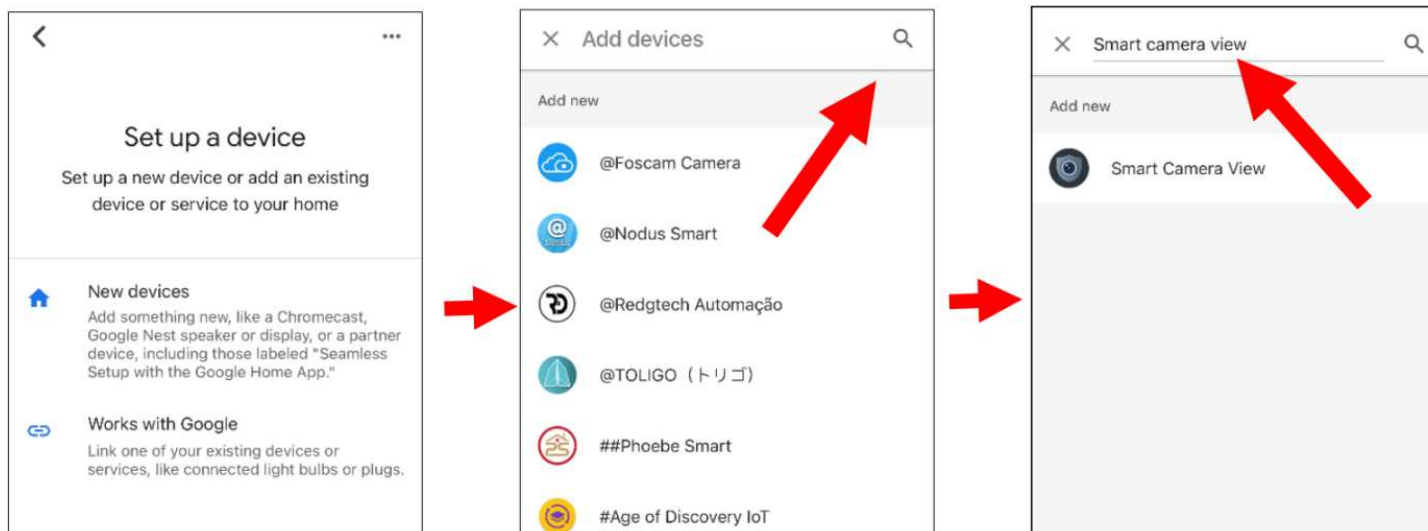 Set up a device
Set up a new device or add an existing
device or service to your home
New devices
Add something new, like a Chromecast,
Google Nest speaker or display, or a partner
device, including those labeled "Seamless
Setup with the Google Home App."
Works with Google
Link one of your existing devices or
services, like connected light bulbs or plugs.
Add devices
Add new
@Foscam Camera
@Nodus Smart
@Redgtech Automação
@TOLIGO（トリゴ）
##Phoebe Smart
#Age of Discovery IoT
Smart camera view
Add new
Smart Camera View